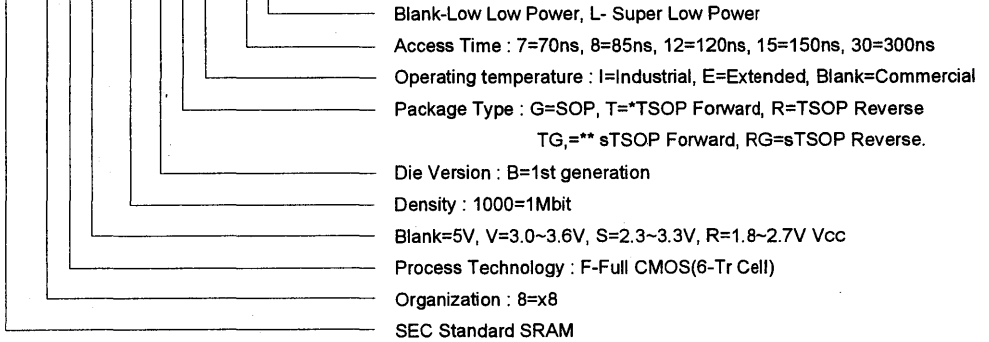 Blank-Low Low Power, L- Super Low Power
Access Time : 7=70ns, 8=85ns, 12=120ns, 15=150ns, 30=300ns
Operating temperature : I=Industrial, E=Extended, Blank=Commercial
Package Type : G=SOP, T=*TSOP Forward, R=TSOP Reverse
TG,=** sTSOP Forward, RG=sTSOP Reverse.
Die Version : B=1st generation
Density : 1000=1Mbit
Blank=5V, V=3.0~3.6V, S=2.3~3.3V, R=1.8~2.7V Vcc
Process Technology : F-Full CMOS(6-Tr Cell)
Organization : 8=x8
SEC Standard SRAM